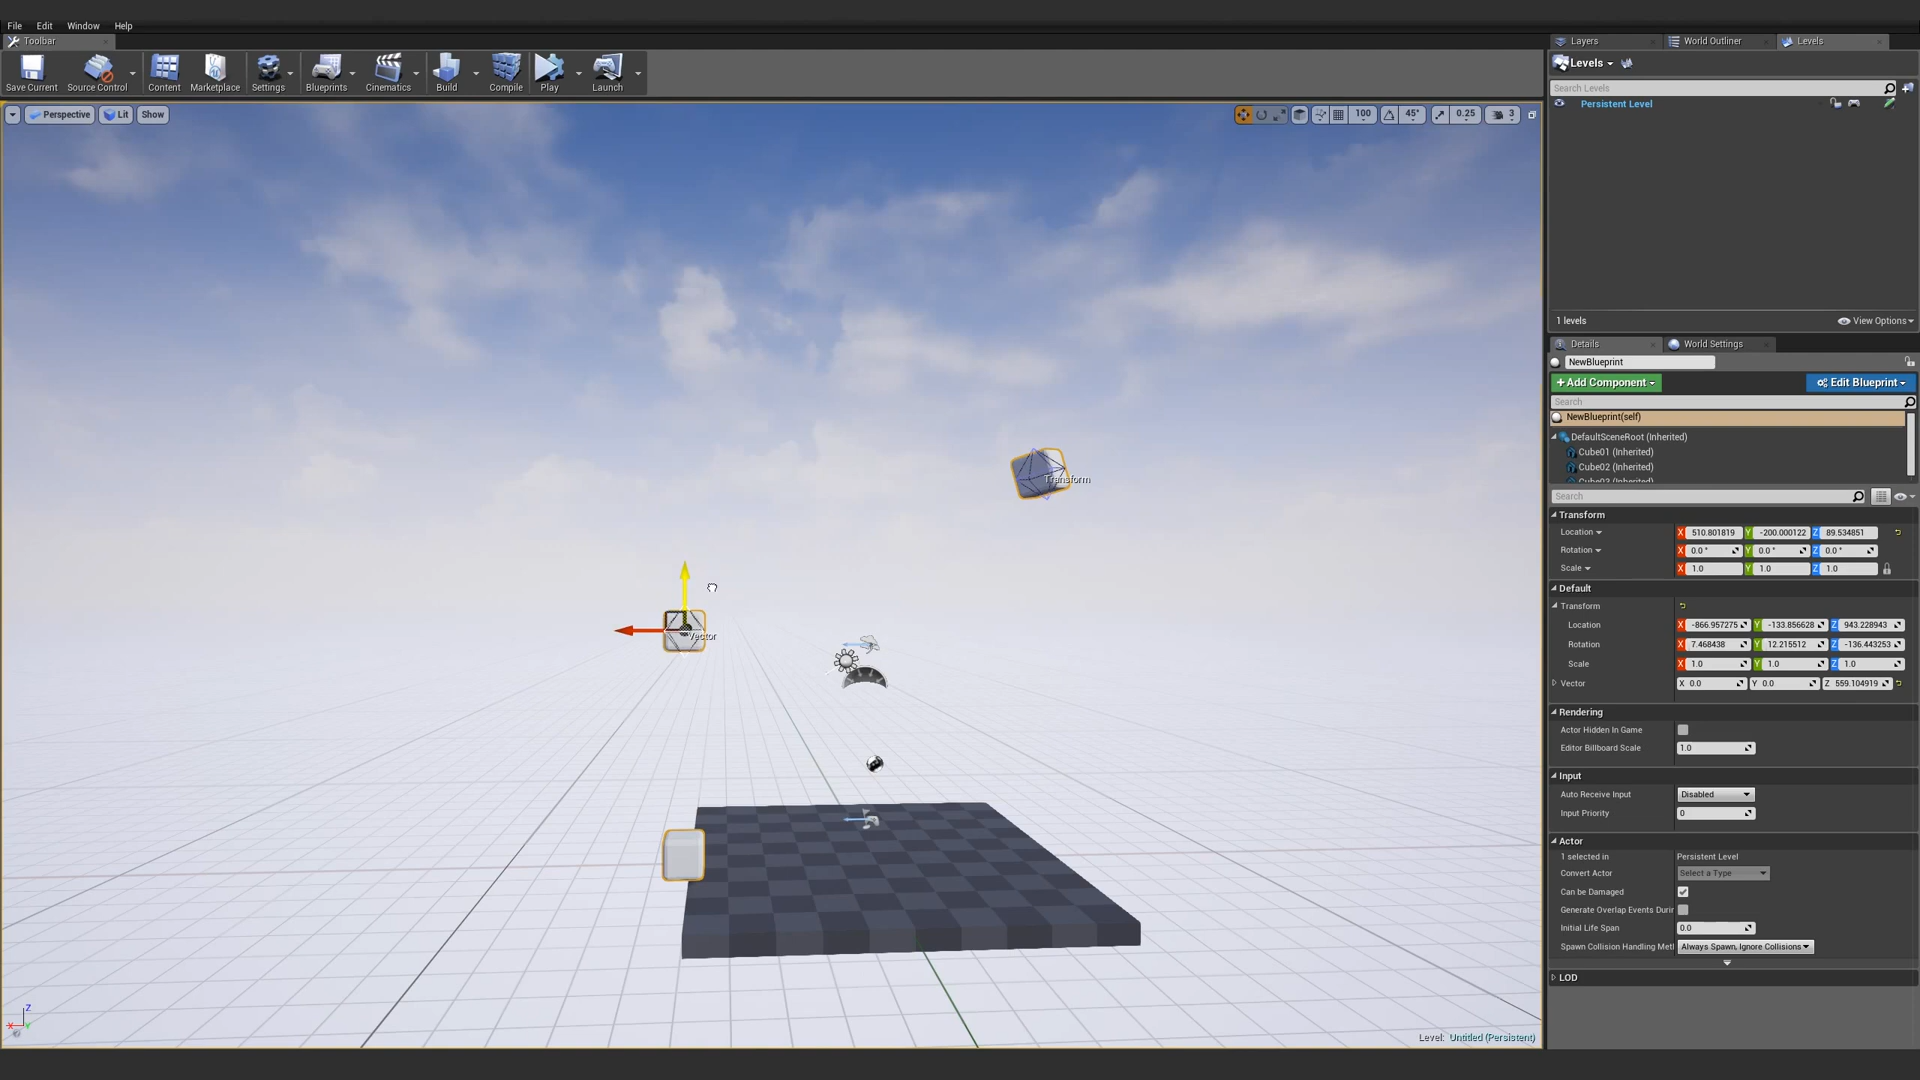 File Edit Window Help
Toolbar
Save Current Source Control Content Marketplace Settings Blueprints Cinematics Build Compile Play Launch
Perspective Lit Show
100 45° 0.25 3
Transform
Vector
Level: Untitled (Persistent)
Z
X Y
Layers World Outliner Levels
Levels
Search Levels
Persistent Level
1 levels View Options
Details World Settings
NewBlueprint
+Add Component Edit Blueprint
Search
NewBlueprint(self)
DefaultSceneRoot (Inherited)
Cube01 (Inherited)
Cube02 (Inherited)
Cube03 (Inherited)
Search
Transform
Location X 510.801819 Y -200.000122 Z 89.534851
Rotation X 0.0 ° Y 0.0 ° Z 0.0 °
Scale X 1.0 Y 1.0 Z 1.0
Default
Transform
Location X -866.957275 Y -133.856628 Z 943.228943
Rotation X 7.468438 Y 12.215512 Z -136.443253
Scale X 1.0 Y 1.0 Z 1.0
Vector X 0.0 Y 0.0 Z 559.104919
Rendering
Actor Hidden In Game
Editor Billboard Scale 1.0
Input
Auto Receive Input Disabled
Input Priority 0
Actor
1 selected in Persistent Level
Convert Actor Select a Type
Can be Damaged
Generate Overlap Events Durin
Initial Life Span 0.0
Spawn Collision Handling Met Always Spawn, Ignore Collisions
LOD